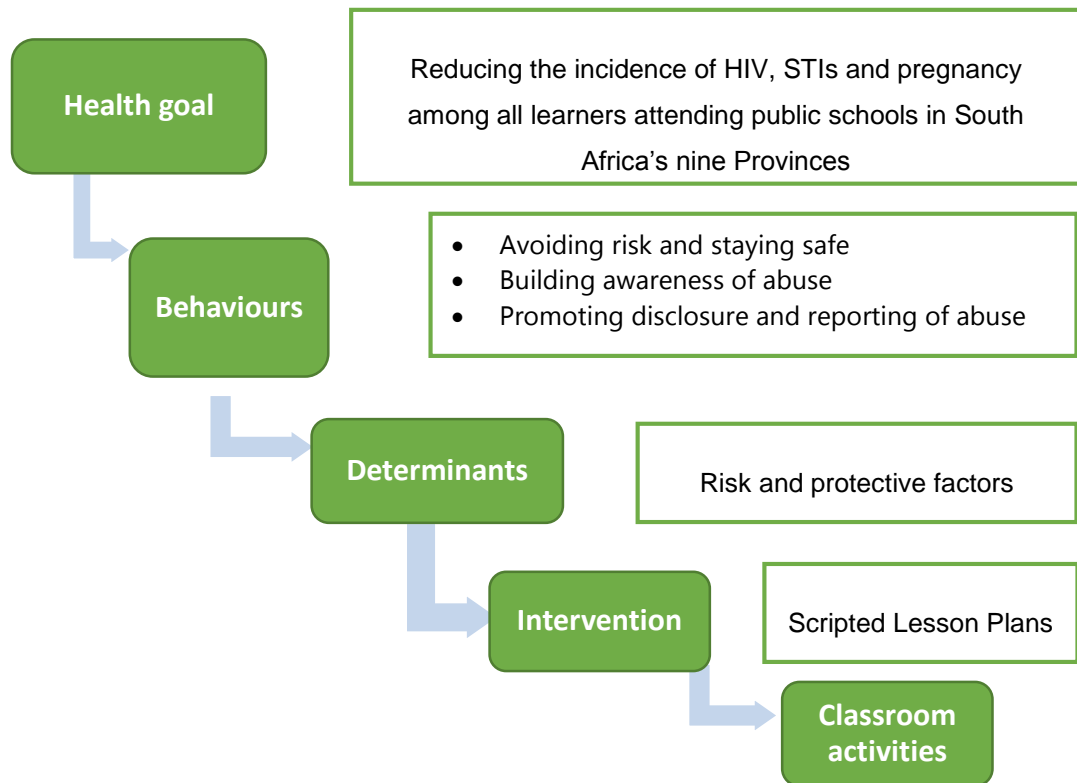 Health goal
Reducing the incidence of HIV, STIs and pregnancy
among all learners attending public schools in South
Africa’s nine Provinces
Behaviours
• Avoiding risk and staying safe
• Building awareness of abuse
• Promoting disclosure and reporting of abuse
Determinants
Risk and protective factors
Intervention
Scripted Lesson Plans
Classroom
activities